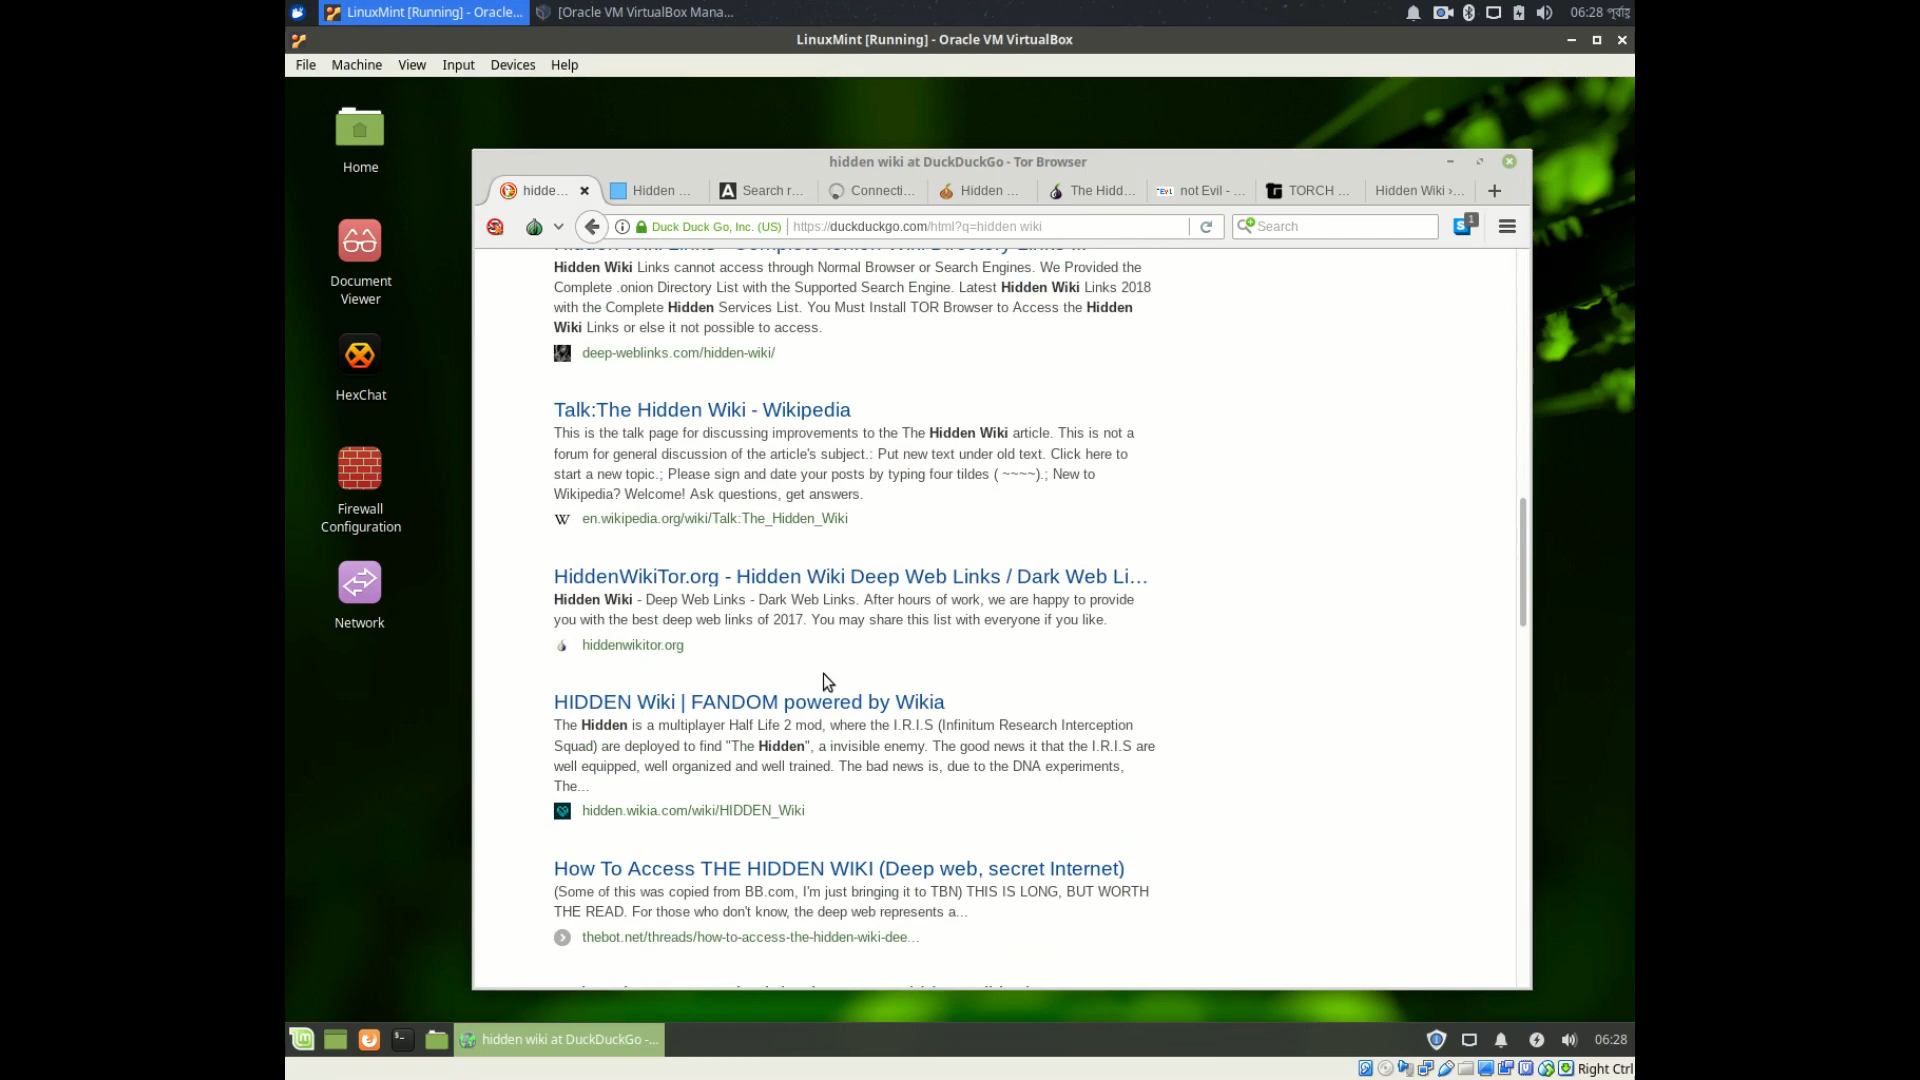 LinuxMint [Running] - Oracle...
[Oracle VM VirtualBox Mana...
06:28 পূর্বাহ্ণ
LinuxMint [Running] - Oracle VM VirtualBox
File Machine View Input Devices Help
Home
Document
Viewer
HexChat
Firewall
Configuration
Network
hidden wiki at DuckDuckGo - Tor Browser
hidde...
Hidden ...
Search r...
Connecti...
Hidden ...
The Hidd...
not Evil - ...
TORCH ...
Hidden Wiki ›...
Duck Duck Go, Inc. (US)
https://duckduckgo.com/html?q=hidden wiki
Search
1
Hidden Wiki Links cannot access through Normal Browser or Search Engines. We Provided the
Complete .onion Directory List with the Supported Search Engine. Latest Hidden Wiki Links 2018
with the Complete Hidden Services List. You Must Install TOR Browser to Access the Hidden
Wiki Links or else it not possible to access.
deep-weblinks.com/hidden-wiki/
Talk:The Hidden Wiki - Wikipedia
This is the talk page for discussing improvements to the The Hidden Wiki article. This is not a
forum for general discussion of the article's subject.: Put new text under old text. Click here to
start a new topic.; Please sign and date your posts by typing four tildes ( ~~~~).; New to
Wikipedia? Welcome! Ask questions, get answers.
en.wikipedia.org/wiki/Talk:The_Hidden_Wiki
HiddenWikiTor.org - Hidden Wiki Deep Web Links / Dark Web Li...
Hidden Wiki - Deep Web Links - Dark Web Links. After hours of work, we are happy to provide
you with the best deep web links of 2017. You may share this list with everyone if you like.
hiddenwikitor.org
HIDDEN Wiki | FANDOM powered by Wikia
The Hidden is a multiplayer Half Life 2 mod, where the I.R.I.S (Infinitum Research Interception
Squad) are deployed to find "The Hidden", a invisible enemy. The good news it that the I.R.I.S are
well equipped, well organized and well trained. The bad news is, due to the DNA experiments,
The...
hidden.wikia.com/wiki/HIDDEN_Wiki
How To Access THE HIDDEN WIKI (Deep web, secret Internet)
(Some of this was copied from BB.com, I'm just bringing it to TBN) THIS IS LONG, BUT WORTH
THE READ. For those who don't know, the deep web represents a...
thebot.net/threads/how-to-access-the-hidden-wiki-dee...
hidden wiki at DuckDuckGo -...
06:28
Right Ctrl